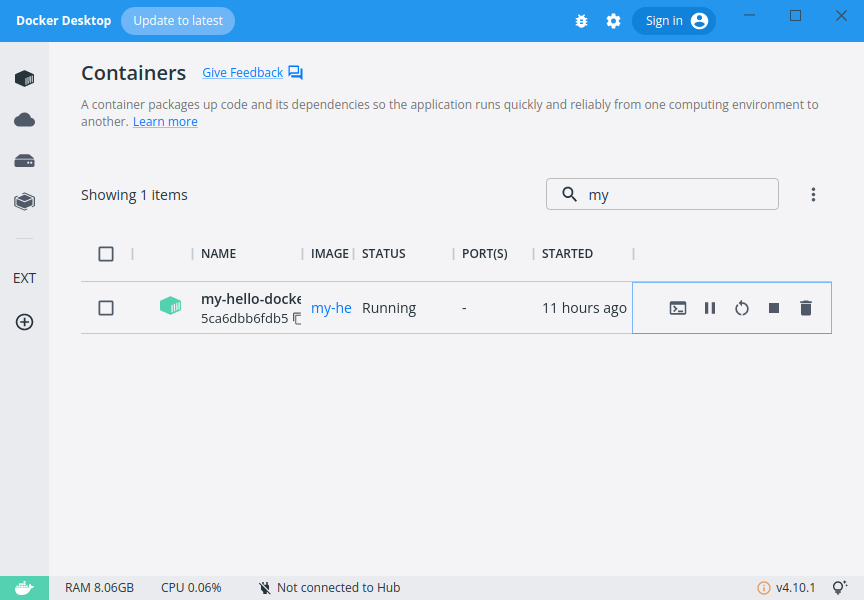 Docker Desktop Update to latest Sign in
Containers Give Feedback
A container packages up code and its dependencies so the application runs quickly and reliably from one computing environment to
another. Learn more
Showing 1 items my
NAME IMAGE STATUS PORT(S) STARTED
my-hello-docke
my-he Running - 11 hours ago
5ca6dbb6fdb5
EXT
RAM 8.06GB CPU 0.06% Not connected to Hub v4.10.1